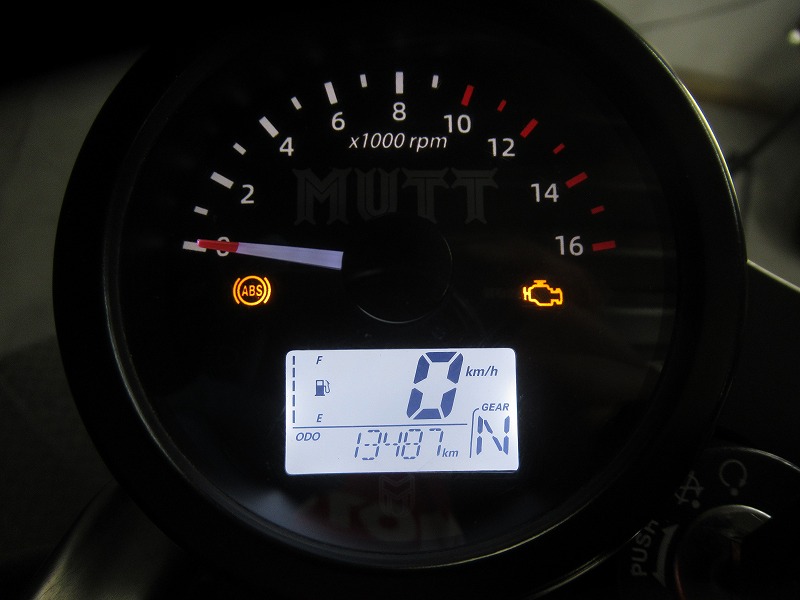 0 2 4 6 8 10 12 14 16
x1000 rpm
MUTT
ABS
F
E
0 km/h
GEAR
N
ODO 13487 km
PUSH